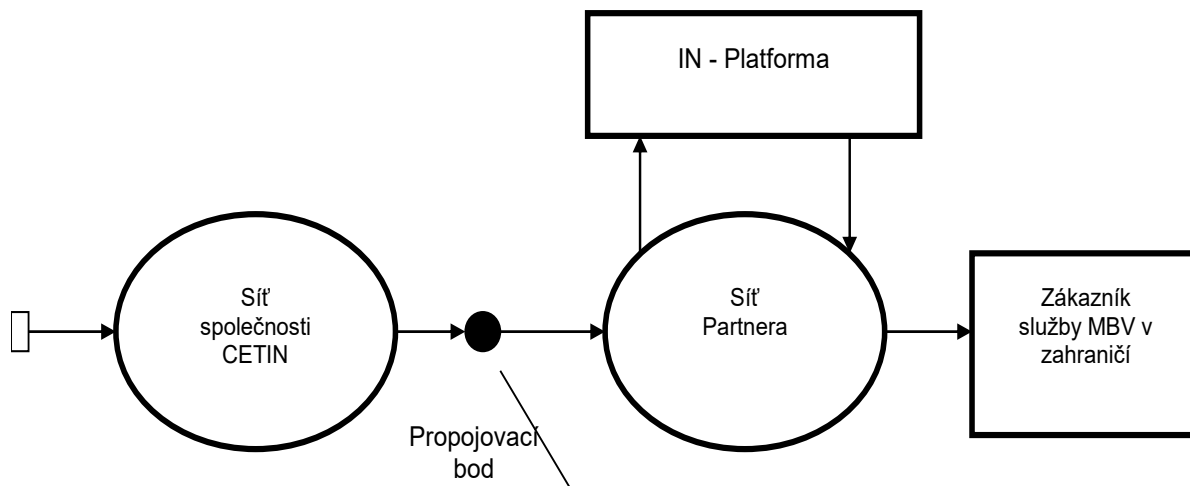 IN - Platforma
Síť
společnosti
CETIN
Propojovací
bod
Síť
Partnera
Zákazník
služby MBV v
zahraničí